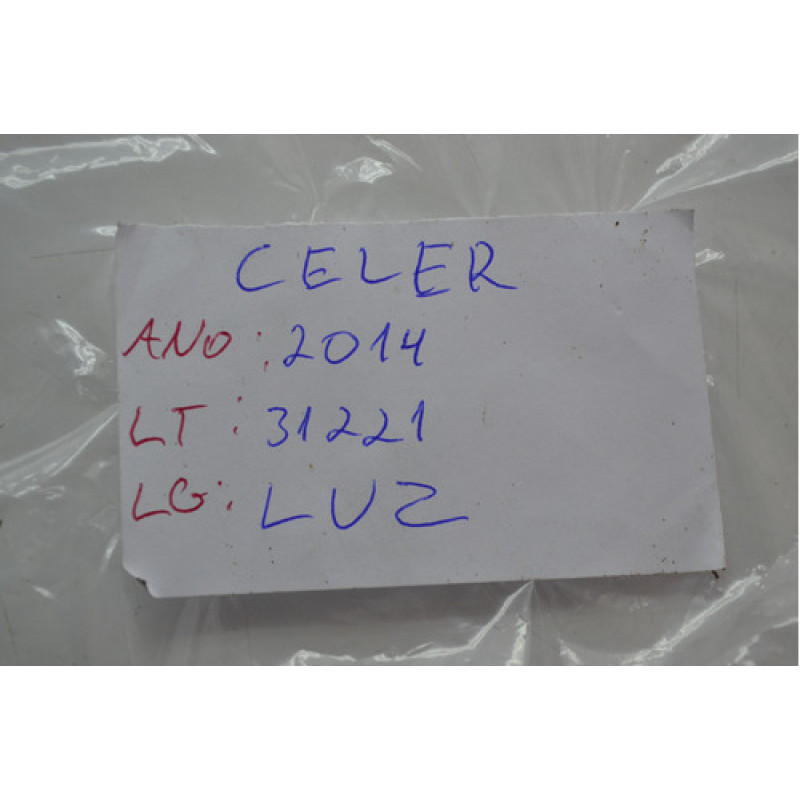 CELER
ANO: 2014
LT: 31221
LG: LUZ